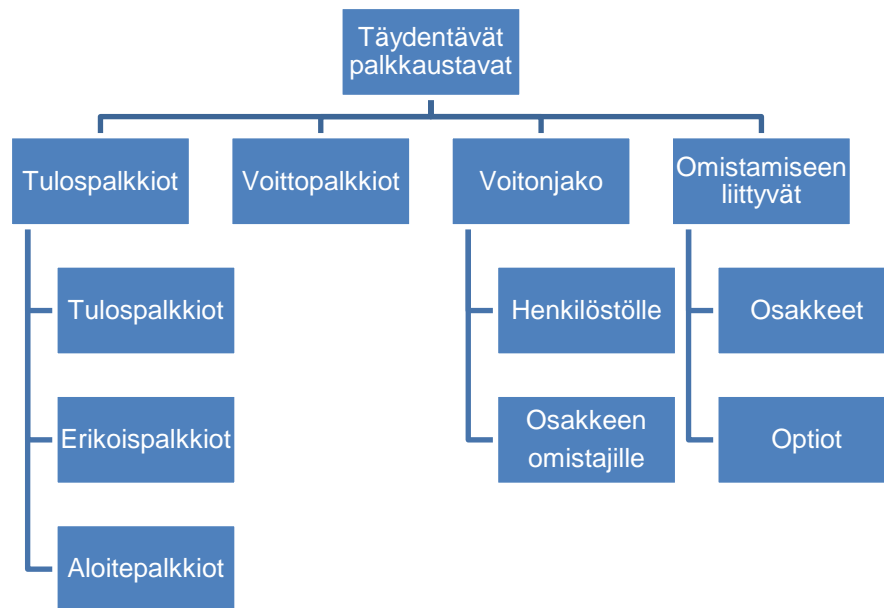 Täydentävät
palkkaustavat
Tulospalkkiot
Voittopalkkiot
Voitonjako
Omistamiseen
liittyvät
Tulospalkkiot
Henkilöstölle
Osakkeet
Erikoispalkkiot
Osakkeen
omistajille
Optiot
Aloitepalkkiot